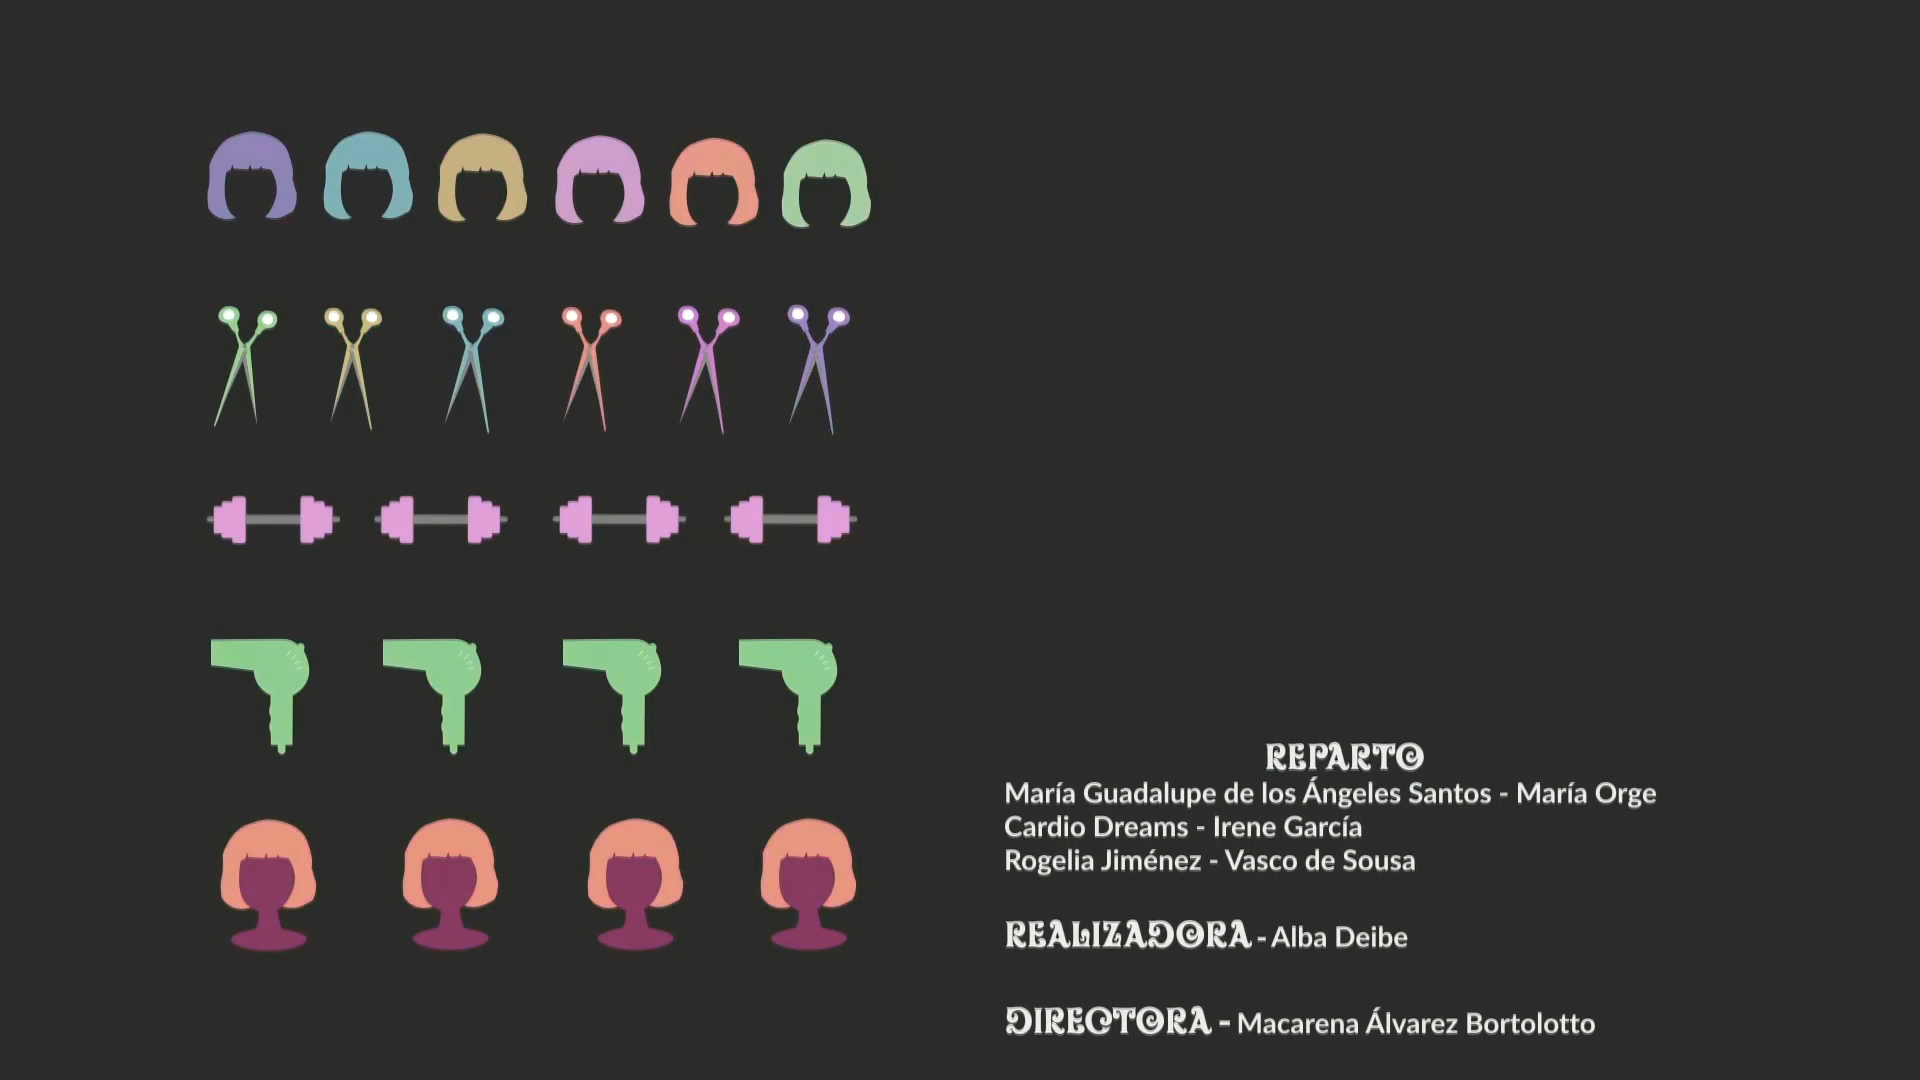 REPARTO
María Guadalupe de los Ángeles Santos - María Orge
Cardio Dreams - Irene García
Rogelia Jiménez - Vasco de Sousa
REALIZADORA - Alba Deibe
DIRECTORA - Macarena Álvarez Bortolotto